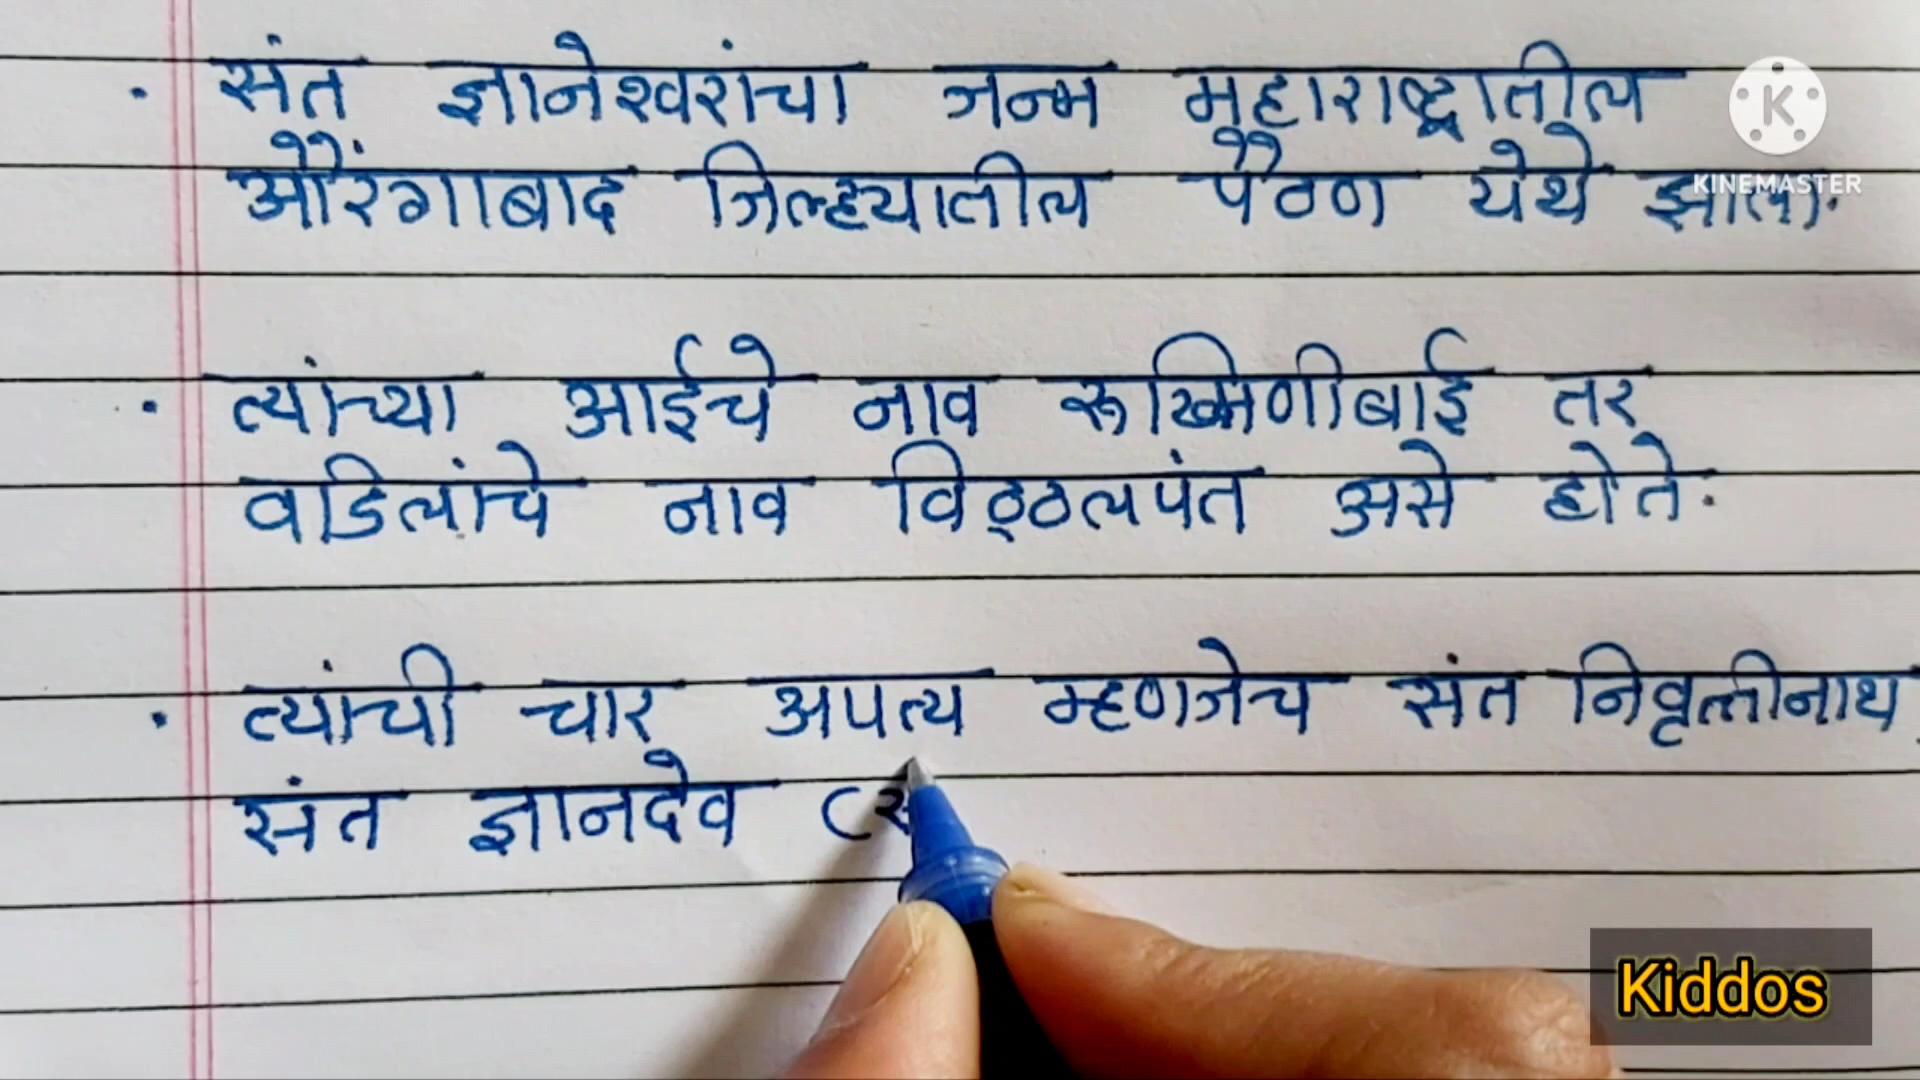 • संत ज्ञानेश्वरांचा जन्म महाराष्ट्रातील
औरंगाबाद जिल्ह्यातील पैठण येथे झाला.
• त्यांच्या आईचे नाव रूख्मिणीबाई तर
वडिलांचे नाव विठ्ठलपंत असे होते.
• त्यांची चार अपत्य म्हणजेच संत निवृत्तीनाथ,
संत ज्ञानदेव (स
K
KINEMASTER
Kiddos